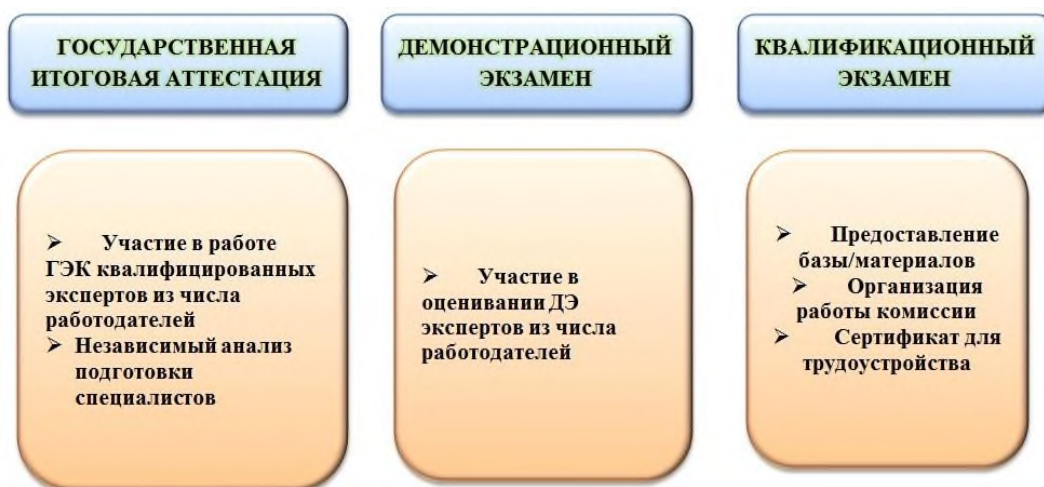 ГОСУДАРСТВЕННАЯ
ИТОГОВАЯ АТТЕСТАЦИЯ
ДЕМОНСТРАЦИОННЫЙ
ЭКЗАМЕН
КВАЛИФИКАЦИОННЫЙ
ЭКЗАМЕН
➢ Участие в работе
ГЭК квалифицированных
экспертов из числа
работодателей
➢ Независимый анализ
подготовки
специалистов
➢ Участие в
оценивании ДЭ
экспертов из числа
работодателей
➢ Предоставление
базы/материалов
➢ Организация
работы комиссии
➢ Сертификат для
трудоустройства